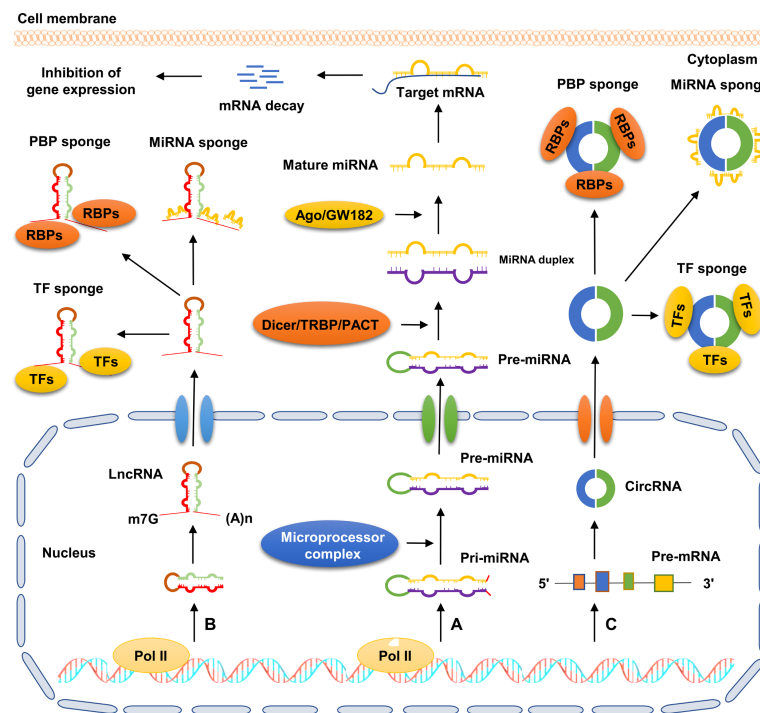 Cell membrane
Inhibition of
gene expression
mRNA decay
Target mRNA
PBP sponge
Cytoplasm
MiRNA spong
RBPs
RBPs
RBPs
PBP sponge
MiRNA sponge
RBPs
RBPs
Mature miRNA
Ago/GW182
MiRNA duplex
TF sponge
TFs
TFs
Dicer/TRBP/PACT
Pre-miRNA
TF sponge
TFs
TFs
TFs
LncRNA
m7G
(A)n
Pre-miRNA
CircRNA
Nucleus
Microprocessor
complex
Pri-miRNA
Pre-mRNA
5'
3'
B
A
C
Pol II
Pol II